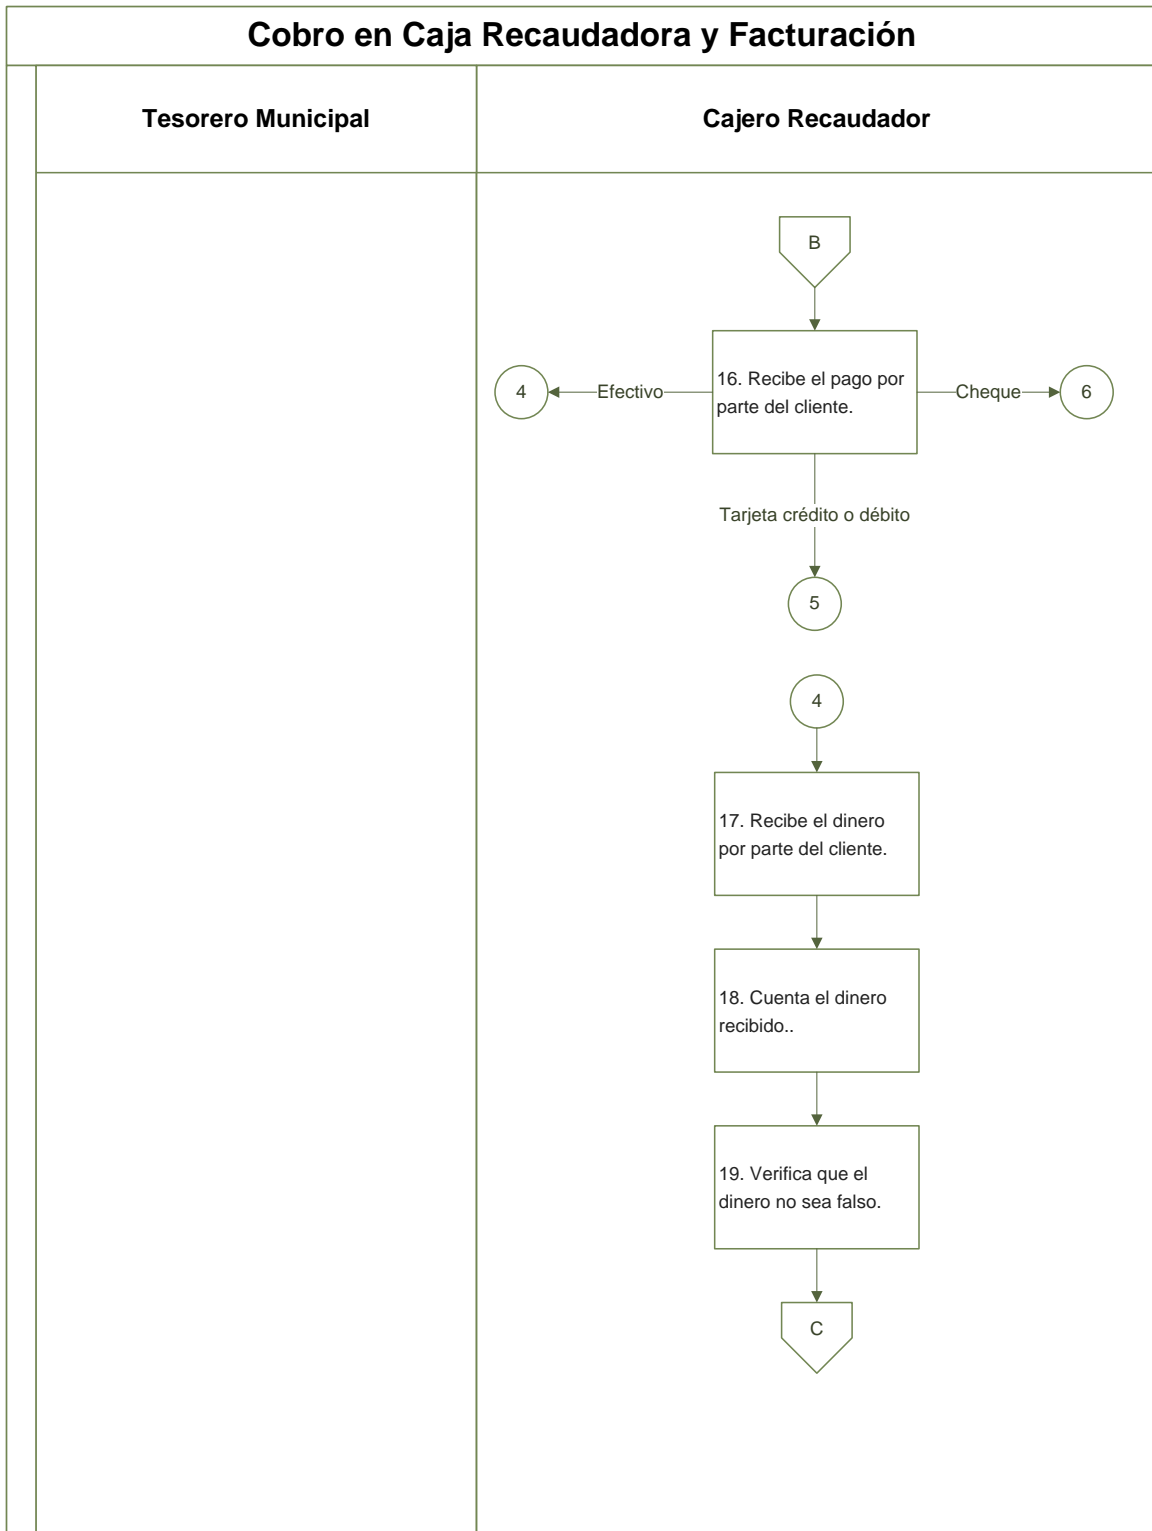 Cobro en Caja Recaudadora y Facturación
Tesorero Municipal
Cajero Recaudador
B
16. Recibe el pago por
parte del cliente.
4
Efectivo
Cheque
6
Tarjeta crédito o débito
5
4
17. Recibe el dinero
por parte del cliente.
18. Cuenta el dinero
recibido..
19. Verifica que el
dinero no sea falso.
C